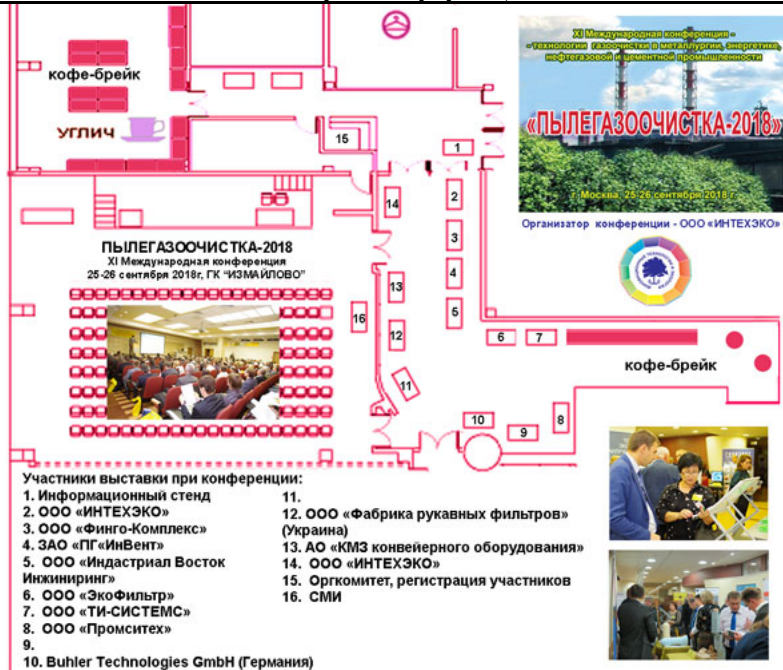 кофе-брейк
УГЛИЧ
15
1
14
2
3
4
5
13
12
11
16
6
7
кофе-брейк
8
9
10
XI Международная конференция -
- технологии газоочистки в металлургии, энергетике,
нефтегазовой и цементной промышленности
«ПЫЛЕГАЗООЧИСТКА-2018»
г. Москва, 25-26 сентября 2018 г.
Организатор конференции - ООО «ИНТЕХЭКО»
ПЫЛЕГАЗООЧИСТКА-2018
XI Международная конференция
25-26 сентября 2018г, ГК "ИЗМАЙЛОВО"
Участники выставки при конференции:
1. Информационный стенд
2. ООО «ИНТЕХЭКО»
3. ООО «Финго-Комплекс»
4. ЗАО «ПГ«ИнВент»
5. ООО «Индастриал Восток
Инжиниринг»
6. ООО «ЭкоФильтр»
7. ООО «ТИ-СИСТЕМС»
8. ООО «Промситех»
9.
10. Buhler Technologies GmbH (Германия)
11.
12. ООО «Фабрика рукавных фильтров»
(Украина)
13. АО «КМЗ конвейерного оборудования»
14. ООО «ИНТЕХЭКО»
15. Оргкомитет, регистрация участников
16. СМИ